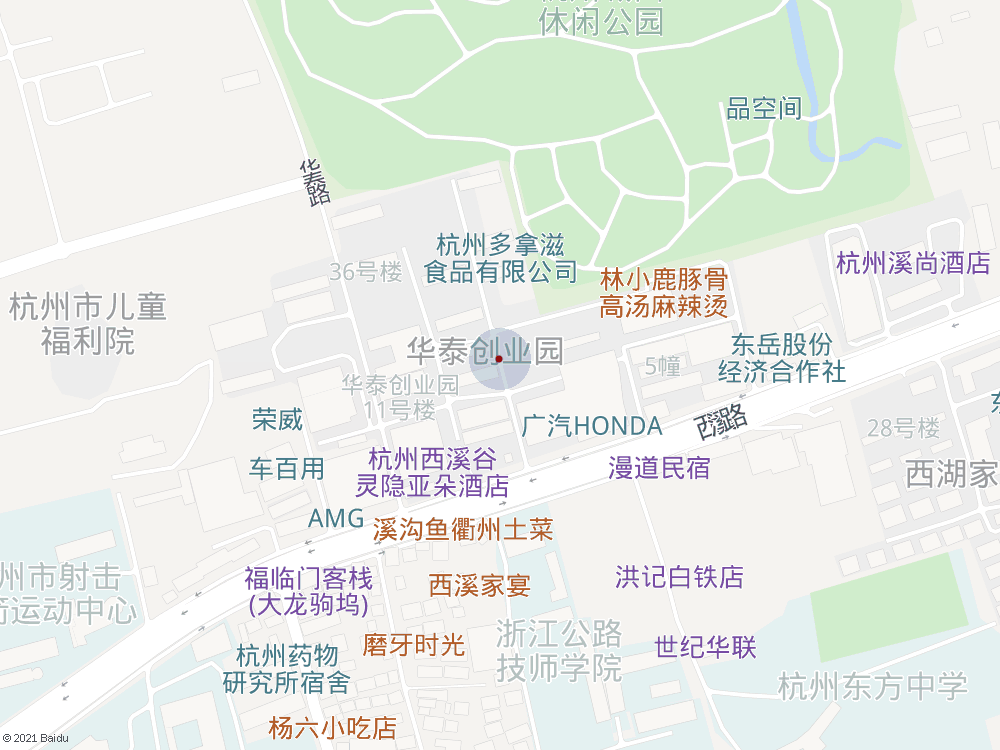 休闲公园
品空间
华泰路
杭州多拿滋
食品有限公司
36号楼
杭州溪尚酒店
林小鹿豚骨
高汤麻辣烫
杭州市儿童
福利院
华泰创业园
东岳股份
经济合作社
5幢
华泰创业园
11号楼
荣威
广汽HONDA
西溪路
东
28号楼
杭州西溪谷
灵隐亚朵酒店
车百用
漫道民宿
西湖家
AMG
溪沟鱼衢州土菜
州市射击
箭运动中心
福临门客栈
(大龙驹坞)
西溪家宴
洪记白铁店
浙江公路
技师学院
磨牙时光
世纪华联
杭州药物
研究所宿舍
杭州东方中学
杨六小吃店
© 2021 Baidu